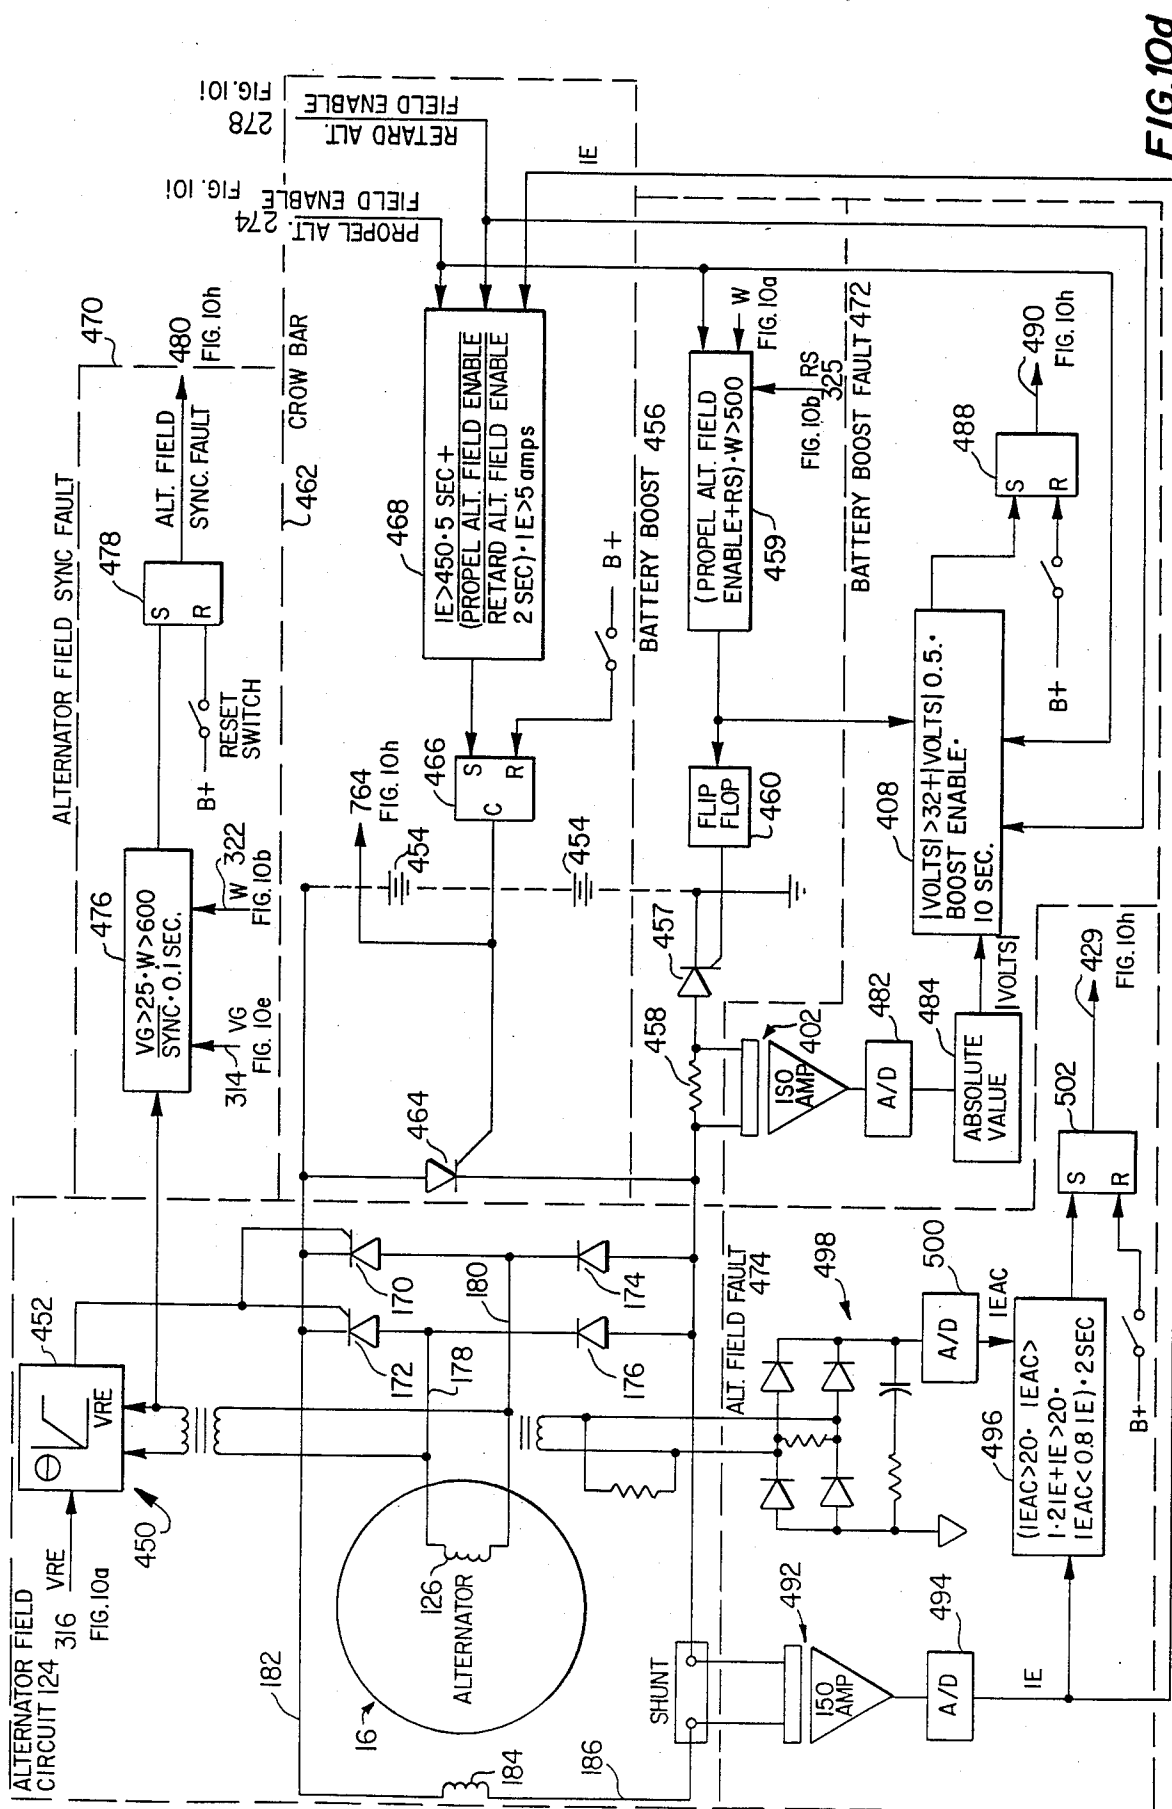 ALTERNATOR FIELD SYNC FAULT
470
476
VG>25·W>600
SYNC·0.1SEC.
314 VG
FIG. 10e
W 322
FIG. 10b
478
S
R
B+
RESET
SWITCH
ALT. FIELD
SYNC. FAULT
480
FIG. 10h
ALTERNATOR FIELD
CIRCUIT 124
316 VRE
FIG.10a
450
452
Θ
VRE
182
16
126
ALTERNATOR
184
186
SHUNT
170
172
174
176
178
180
462
CROW BAR
464
764
FIG. 10h
466
S
R
C
B+
454
454
468
IE>450·5 SEC+
(PROPEL ALT. FIELD ENABLE
RETARD ALT. FIELD ENABLE
2 SEC)·IE>5 amps
PROPEL ALT.
FIELD ENABLE
274
FIG. 10i
RETARD ALT.
FIELD ENABLE
278
FIG. 10i
IE
BATTERY BOOST 456
457
458
FLIP
FLOP
460
(PROPEL ALT. FIELD
ENABLE+RS)·W>500
459
W
FIG. 10a
RS
325
FIG. 10b
BATTERY BOOST FAULT 472
ISO
AMP
402
A/D
482
ABSOLUTE
VALUE
484
|VOLTS|
408
|VOLTS|>32+|VOLTS|0.5.·
BOOST ENABLE·
10 SEC.
B+
S
R
488
490
FIG. 10h
ALT. FIELD FAULT
474
ISO
AMP
492
A/D
494
IE
498
A/D
500
IEAC
496
(IEAC>20· IEAC>
1·2IE+IE>20·
IEAC<0.8IE)·2SEC
B+
S
R
502
429
FIG. 10h
FIG. 10d